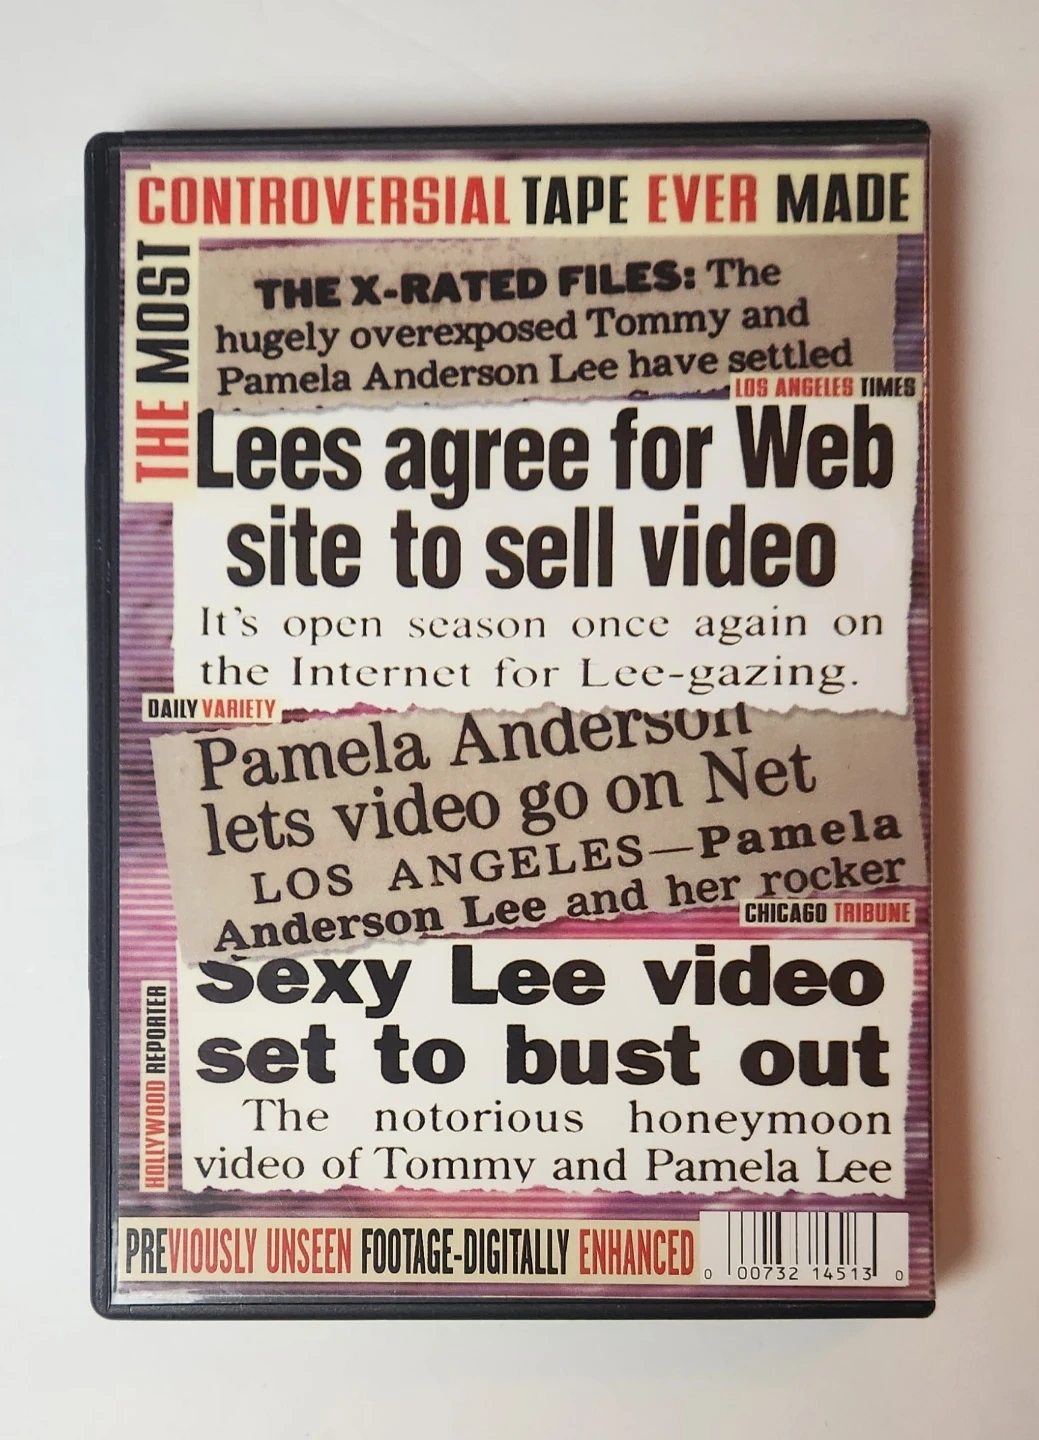 CONTROVERSIAL TAPE EVER MADE
THE MOST
THE X-RATED FILES: The
hugely overexposed Tommy and
Pamela Anderson Lee have settled
LOS ANGELES TIMES
Lees agree for Web
site to sell video
It's open season once again on
the Internet for Lee-gazing.
DAILY VARIETY
Pamela Anderson
lets video go on Net
LOS ANGELES—Pamela
Anderson Lee and her rocker
CHICAGO TRIBUNE
Sexy Lee video
set to bust out
The notorious honeymoon
video of Tommy and Pamela Lee
HOLLYWOOD REPORTER
PREVIOUSLY UNSEEN FOOTAGE-DIGITALLY ENHANCED
0 00732 14513 0